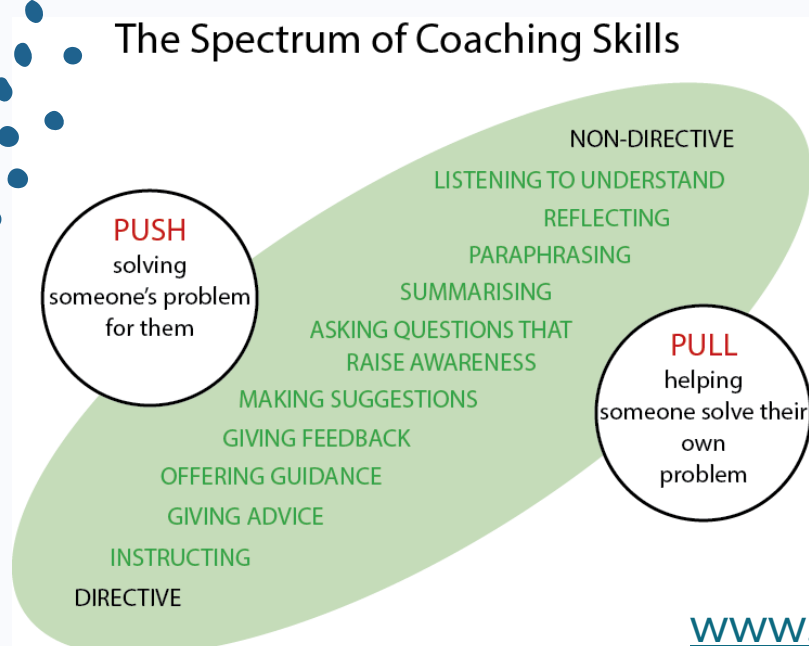 The Spectrum of Coaching Skills
NON-DIRECTIVE
LISTENING TO UNDERSTAND
REFLECTING
PARAPHRASING
SUMMARISING
ASKING QUESTIONS THAT
RAISE AWARENESS
MAKING SUGGESTIONS
GIVING FEEDBACK
OFFERING GUIDANCE
GIVING ADVICE
INSTRUCTING
DIRECTIVE
PUSH
solving
someone's problem
for them
PULL
helping
someone solve their
own
problem
www.